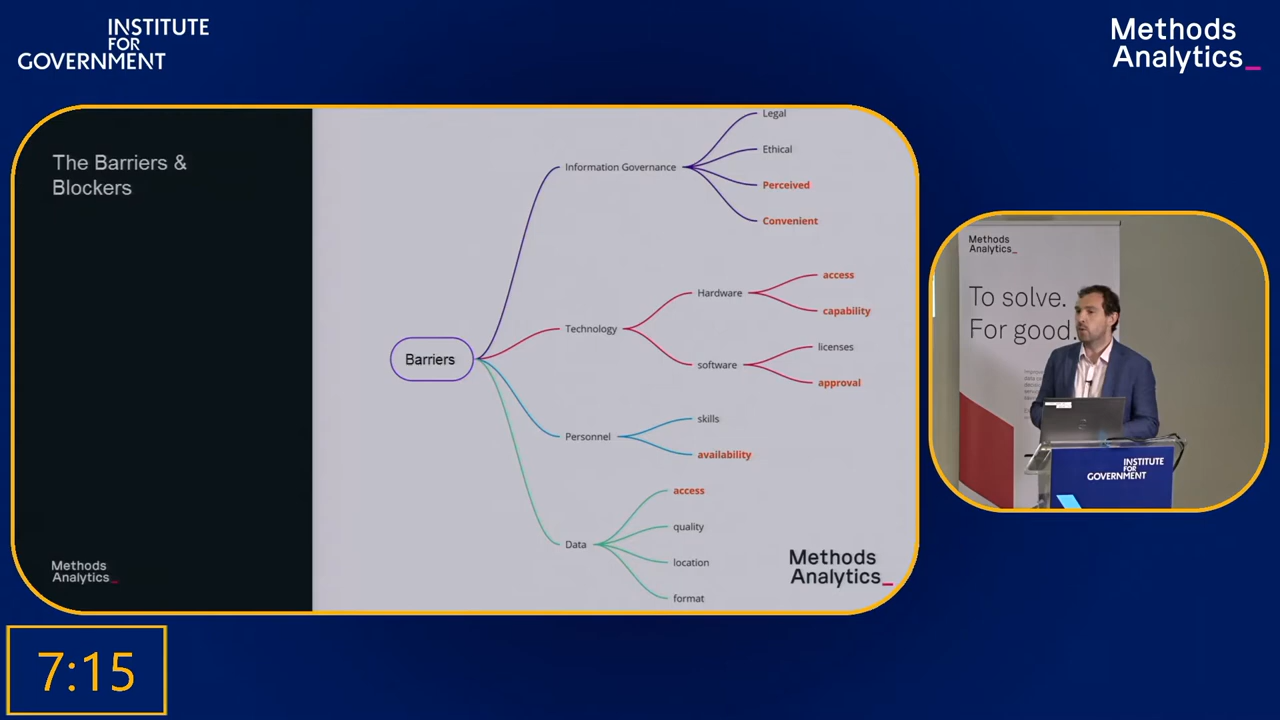 INSTITUTE
FOR
GOVERNMENT
Methods
Analytics_
The Barriers &
Blockers
Barriers
Information Governance
Legal
Ethical
Perceived
Convenient
Technology
Hardware
access
capability
software
licenses
approval
Personnel
skills
availability
Data
access
quality
location
format
Methods
Analytics_
Methods
Analytics_
Methods
Analytics_
To solve.
For good.
INSTITUTE
FOR
GOVERNMENT
7:15